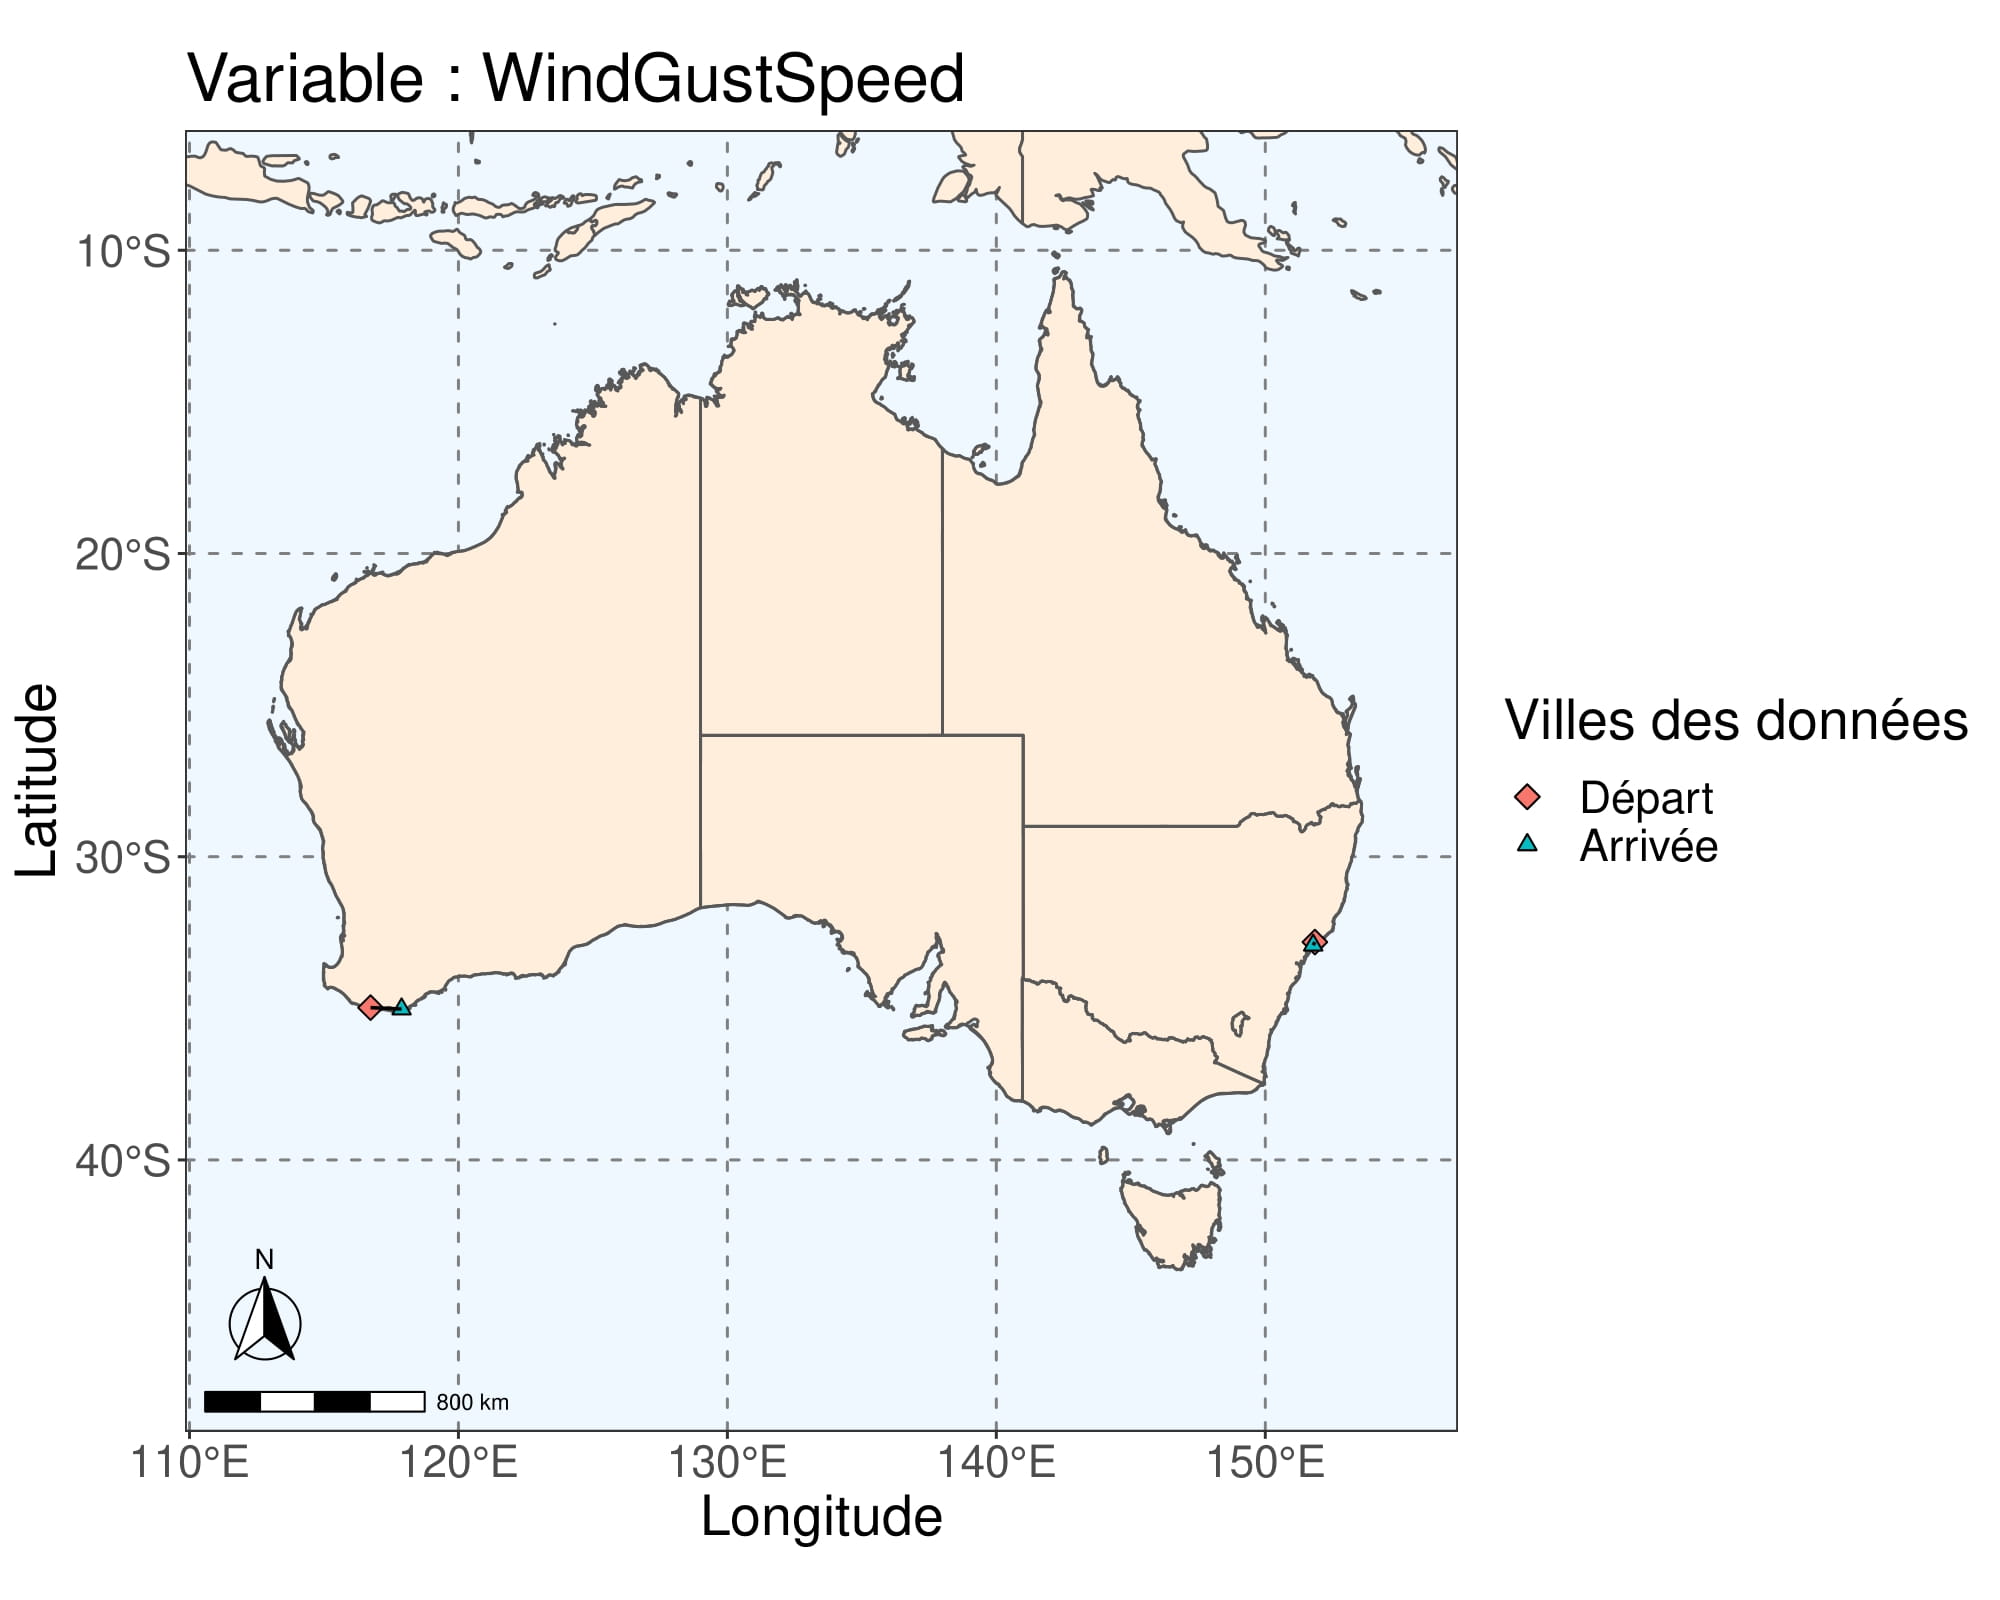 Variable : WindGustSpeed
10°S
20°S
30°S
40°S
Latitude
N
800 km
110°E
120°E
130°E
140°E
150°E
Longitude
Villes des données
Départ
Arrivée